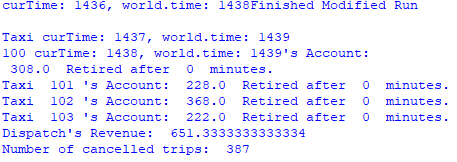 curTime: 1436, world.time: 1438Finished Modified Run

Taxi curTime: 1437, world.time: 1439
100 curTime: 1438, world.time: 1439's Account:
 308.0  Retired after  0  minutes.
Taxi  101 's Account:  228.0  Retired after  0  minutes.
Taxi  102 's Account:  368.0  Retired after  0  minutes.
Taxi  103 's Account:  222.0  Retired after  0  minutes.
Dispatch's Revenue:  651.3333333333334
Number of cancelled trips:  387